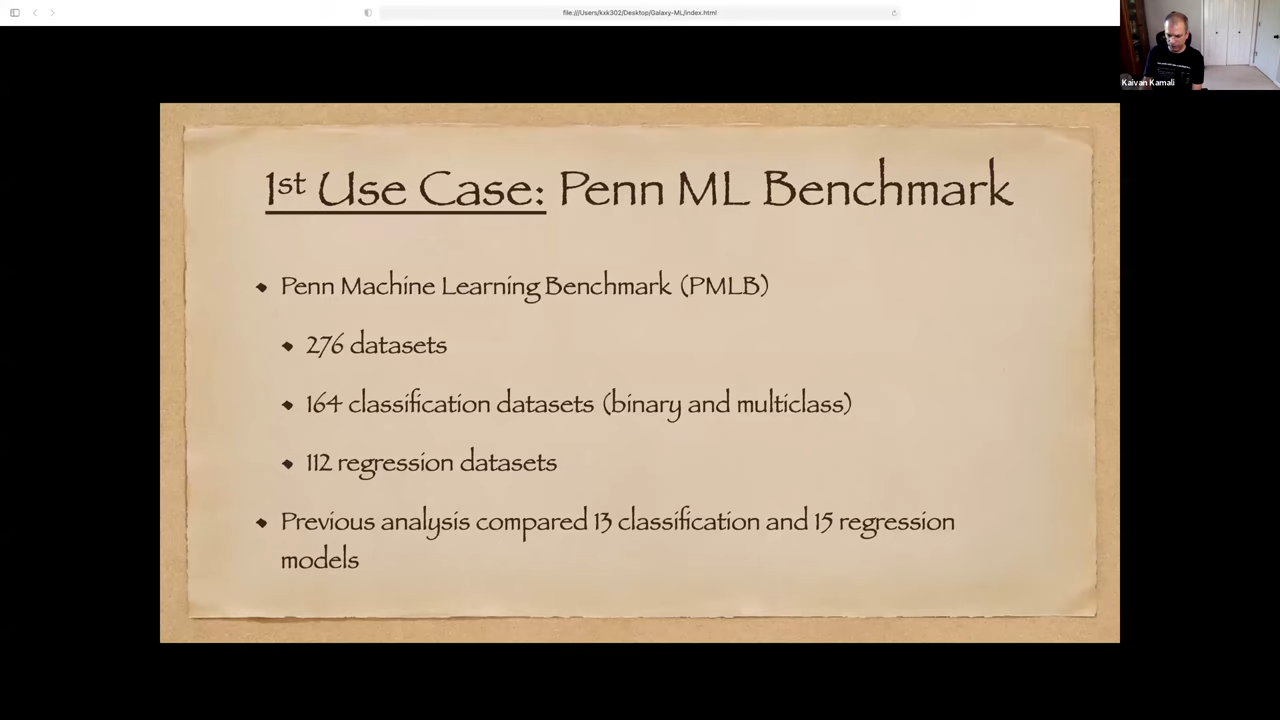 file:///Users/kxk302/Desktop/Galaxy-ML/index.html
Kaivan Kamali
1st Use Case: Penn ML Benchmark
Penn Machine Learning Benchmark (PMLB)
276 datasets
164 classification datasets (binary and multiclass)
112 regression datasets
Previous analysis compared 13 classification and 15 regression
models